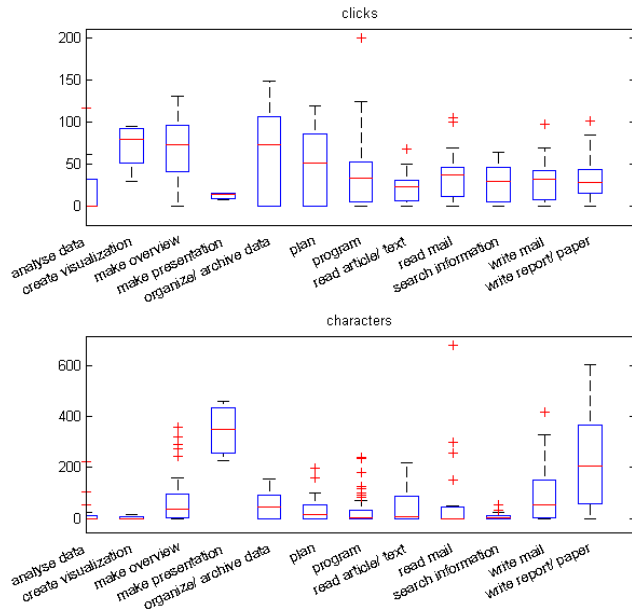 clicks
200
150
100
50
0
analyse data
create visualization
make overview
make presentation
organize/ archive data
plan
program
read article/ text
read mail
search information
write mail
write report/ paper
characters
600
400
200
0
analyse data
create visualization
make overview
make presentation
organize/ archive data
plan
program
read article/ text
read mail
search information
write mail
write report/ paper